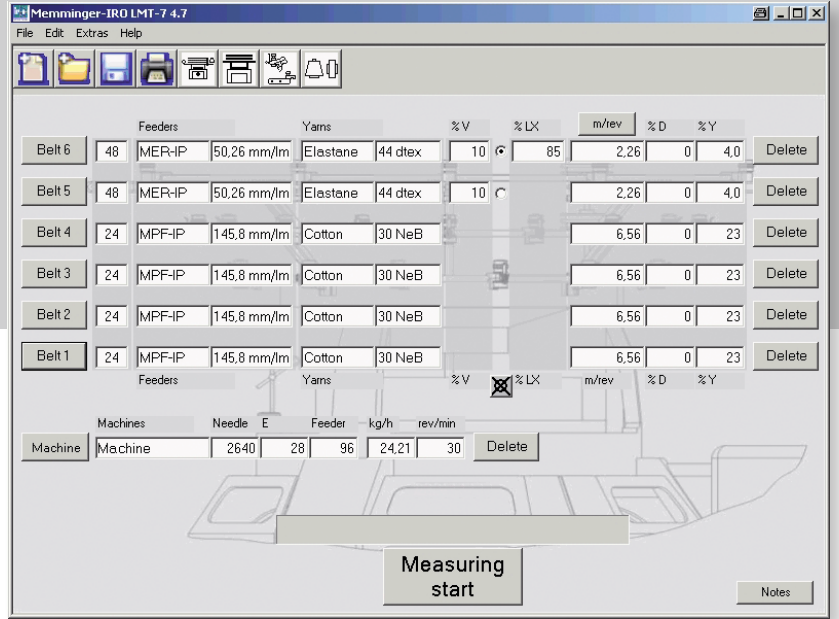 Memminger-IRO LMT-7 4.7
File Edit Extras Help
Feeders Yarns %V %LX m/rev %D %Y
Belt 6 48 MER-IP 50,26 mm/lm Elastane 44 dtex 10 85 2,26 0 4,0 Delete
Belt 5 48 MER-IP 50,26 mm/lm Elastane 44 dtex 10 2,26 0 4,0 Delete
Belt 4 24 MPF-IP 145,8 mm/lm Cotton 30 NeB 6,56 0 23 Delete
Belt 3 24 MPF-IP 145,8 mm/lm Cotton 30 NeB 6,56 0 23 Delete
Belt 2 24 MPF-IP 145,8 mm/lm Cotton 30 NeB 6,56 0 23 Delete
Belt 1 24 MPF-IP 145,8 mm/lm Cotton 30 NeB 6,56 0 23 Delete
Feeders Yarns %V %LX m/rev %D %Y
Machines Needle E Feeder kg/h rev/min
Machine Machine 2640 28 96 24,21 30 Delete
Measuring
start
Notes